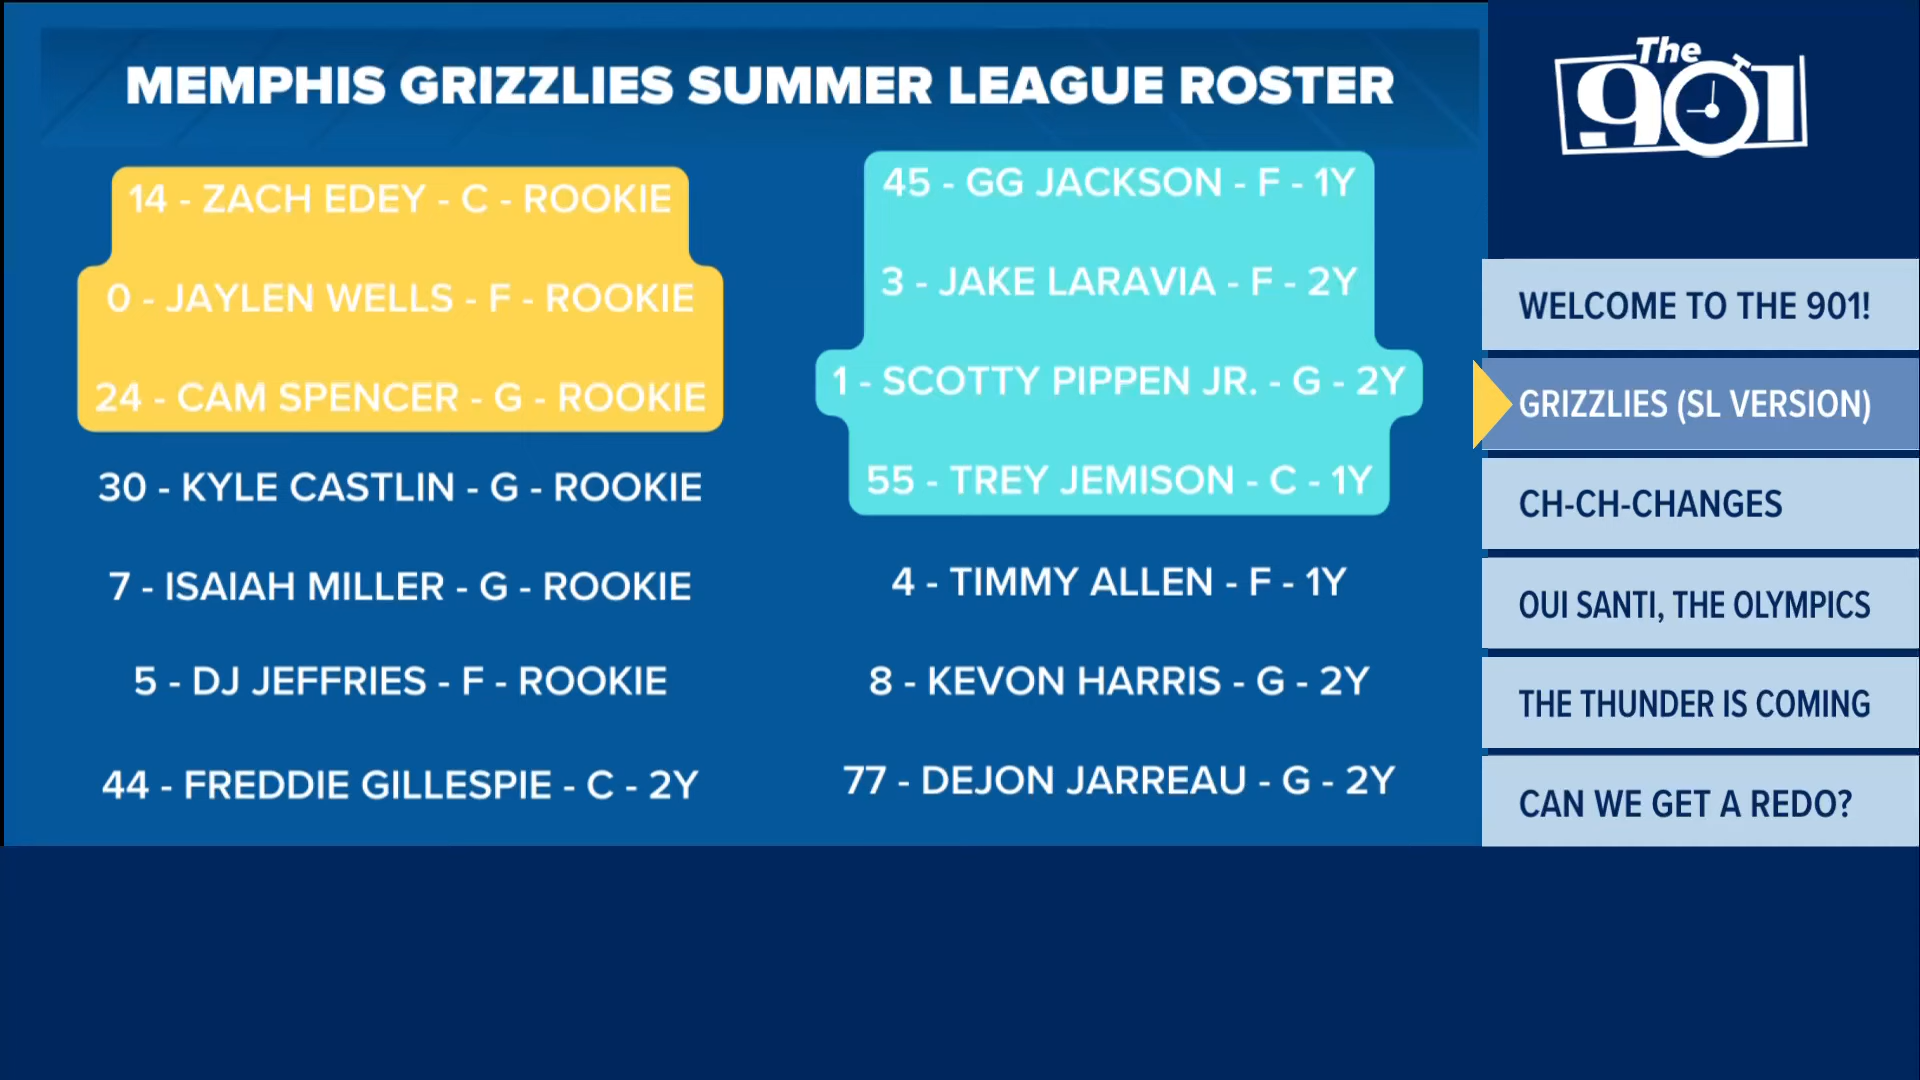 MEMPHIS GRIZZLIES SUMMER LEAGUE ROSTER
14 - ZACH EDEY - C - ROOKIE
0 - JAYLEN WELLS - F - ROOKIE
24 - CAM SPENCER - G - ROOKIE
30 - KYLE CASTLIN - G - ROOKIE
7 - ISAIAH MILLER - G - ROOKIE
5 - DJ JEFFRIES - F - ROOKIE
44 - FREDDIE GILLESPIE - C - 2Y
45 - GG JACKSON - F - 1Y
3 - JAKE LARAVIA - F - 2Y
1 - SCOTTY PIPPEN JR. - G - 2Y
55 - TREY JEMISON - C - 1Y
4 - TIMMY ALLEN - F - 1Y
8 - KEVON HARRIS - G - 2Y
77 - DEJON JARREAU - G - 2Y
The
901
WELCOME TO THE 901!
GRIZZLIES (SL VERSION)
CH-CH-CHANGES
OUI SANTI, THE OLYMPICS
THE THUNDER IS COMING
CAN WE GET A REDO?